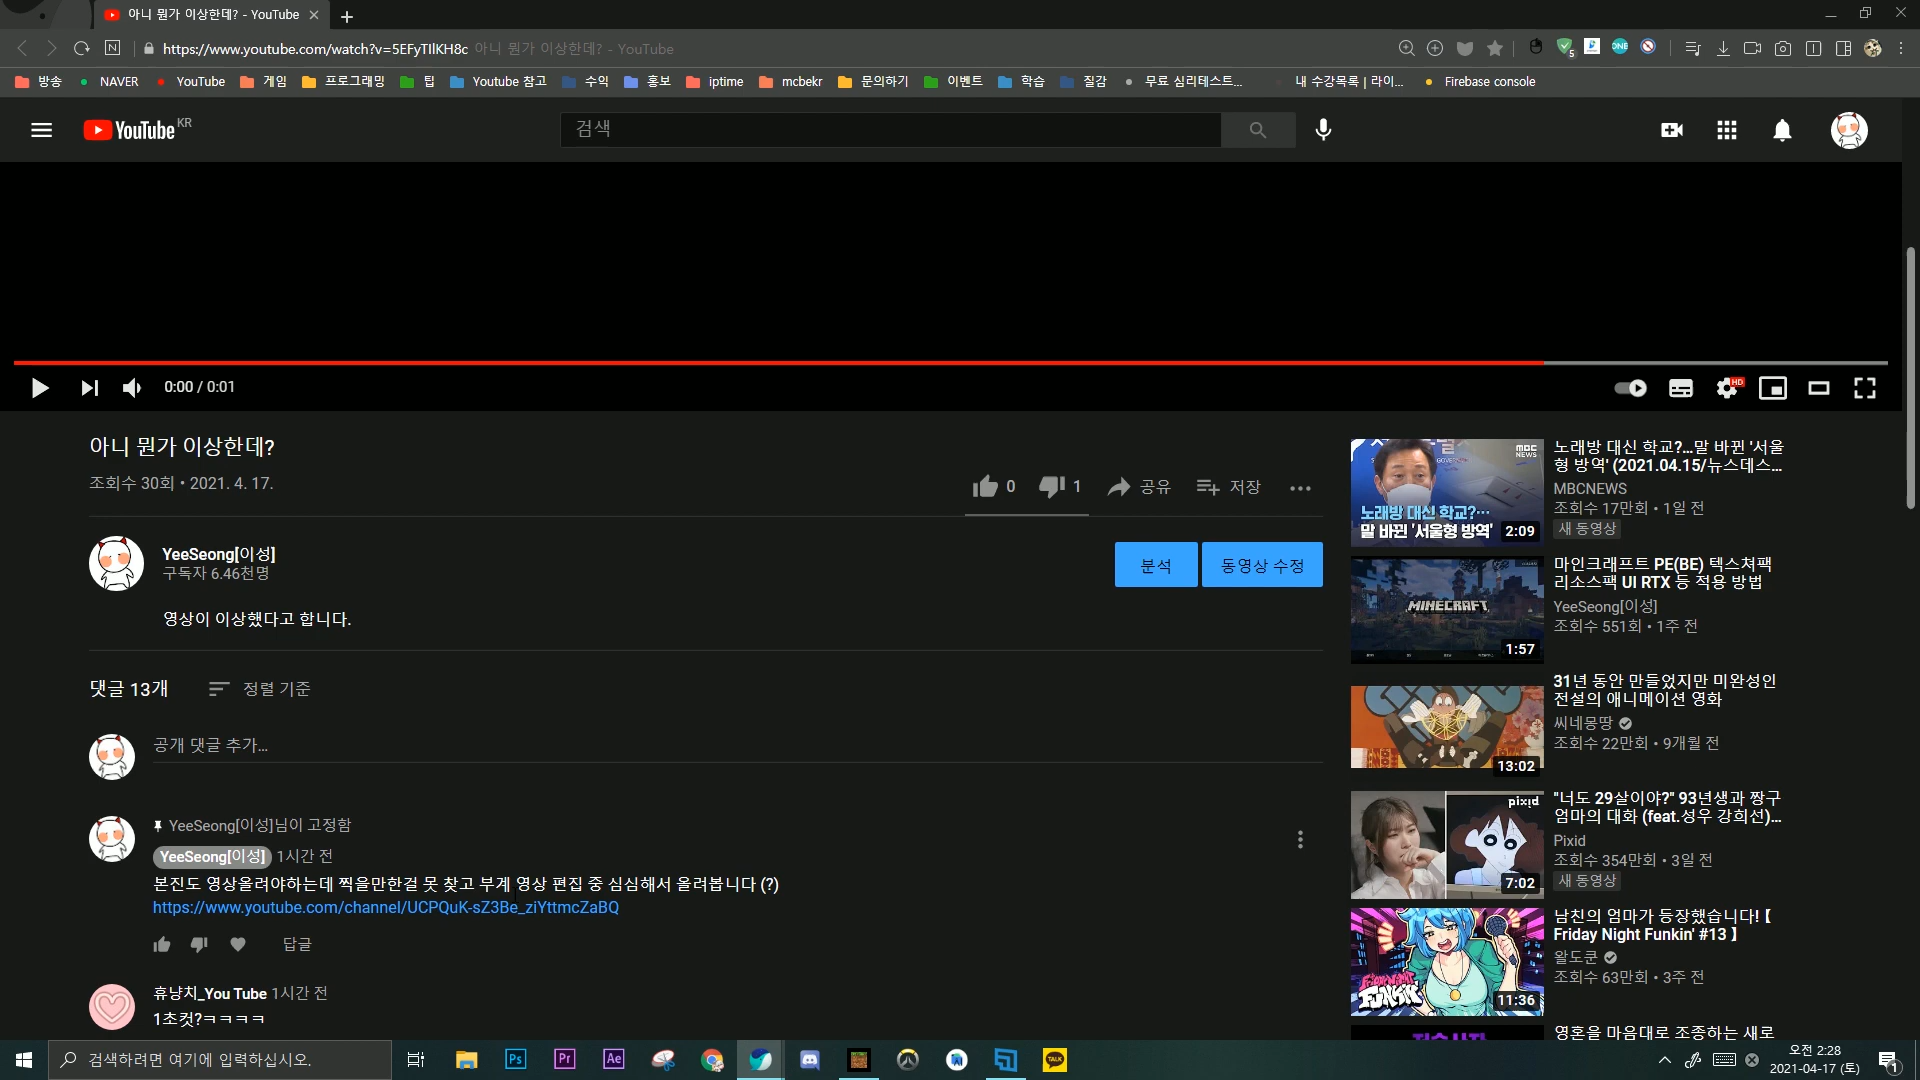 아니 뭔가 이상한데? - YouTube
https://www.youtube.com/watch?v=5EFyTIlKH8c 아니 뭔가 이상한데? - YouTube
방송 NAVER YouTube 게임 프로그래밍 팁 Youtube 참고 수익 홍보 iptime mcbekr 문의하기 이벤트 학습 질감 무료 심리테스트... 내 수강목록 | 라이... Firebase console
YouTube KR
검색
0:00 / 0:01
HD
아니 뭔가 이상한데?
조회수 30회 • 2021. 4. 17.
0 1 공유 저장
YeeSeong[이성]
구독자 6.46천명
분석 동영상 수정
영상이 이상했다고 합니다.
댓글 13개 정렬 기준
공개 댓글 추가...
YeeSeong[이성]님이 고정함
YeeSeong[이성] 1시간 전
본진도 영상올려야하는데 찍을만한걸 못 찾고 부계 영상 편집 중 심심해서 올려봅니다 (?)
https://www.youtube.com/channel/UCPQuK-sZ3Be_ziYttmcZaBQ
답글
휴냥치_You Tube 1시간 전
1초컷?ㅋㅋㅋㅋ
mbc NEWS
노래방 대신 학교?…
말 바뀐 '서울형 방역'
2:09
노래방 대신 학교?…말 바뀐 '서울
형 방역' (2021.04.15/뉴스데스...
MBCNEWS
조회수 17만회 • 1일 전
새 동영상
MINECRAFT
1:57
마인크래프트 PE(BE) 텍스쳐팩
리소스팩 UI RTX 등 적용 방법
YeeSeong[이성]
조회수 551회 • 1주 전
13:02
31년 동안 만들었지만 미완성인
전설의 애니메이션 영화
씨네몽땅
조회수 22만회 • 9개월 전
pixid
7:02
"너도 29살이야?" 93년생과 짱구
엄마의 대화 (feat.성우 강희선)...
Pixid
조회수 354만회 • 3일 전
새 동영상
FRIDAY NIGHT
FUNKIN'
11:36
남친의 엄마가 등장했습니다!【
Friday Night Funkin' #13 】
왈도쿤
조회수 63만회 • 3주 전
영혼을 마음대로 조종하는 새로
검색하려면 여기에 입력하십시오.
Ps Pr Ae
TALK
오전 2:28
2021-04-17 (토)
1